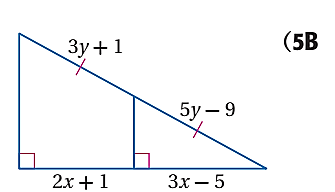 3y + 1
(5B
5y − 9
2x + 1
3x − 5